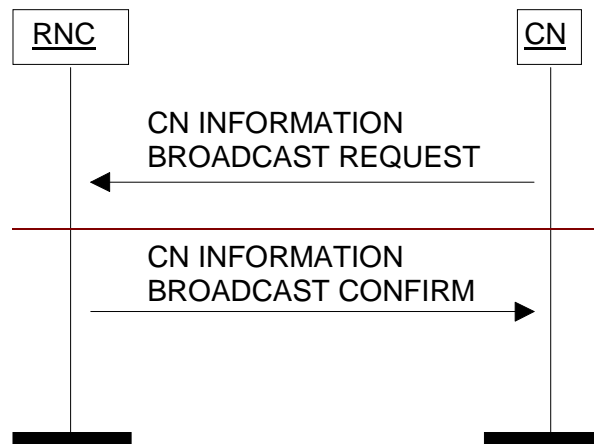 RNC
CN
CN INFORMATION
BROADCAST REQUEST
CN INFORMATION
BROADCAST CONFIRM